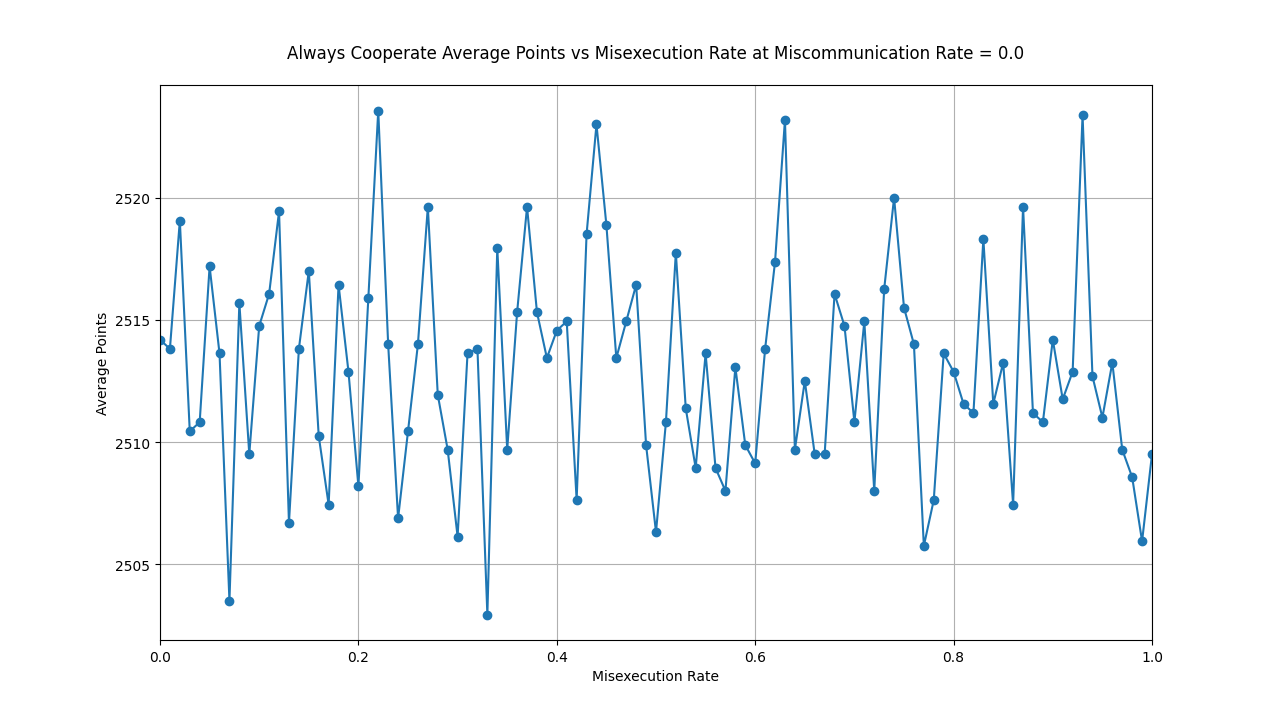 Always Cooperate Average Points vs Misexecution Rate at Miscommunication Rate = 0.0
Average Points
2520
2515
2510
2505
0.0 0.2 0.4 0.6 0.8 1.0
Misexecution Rate